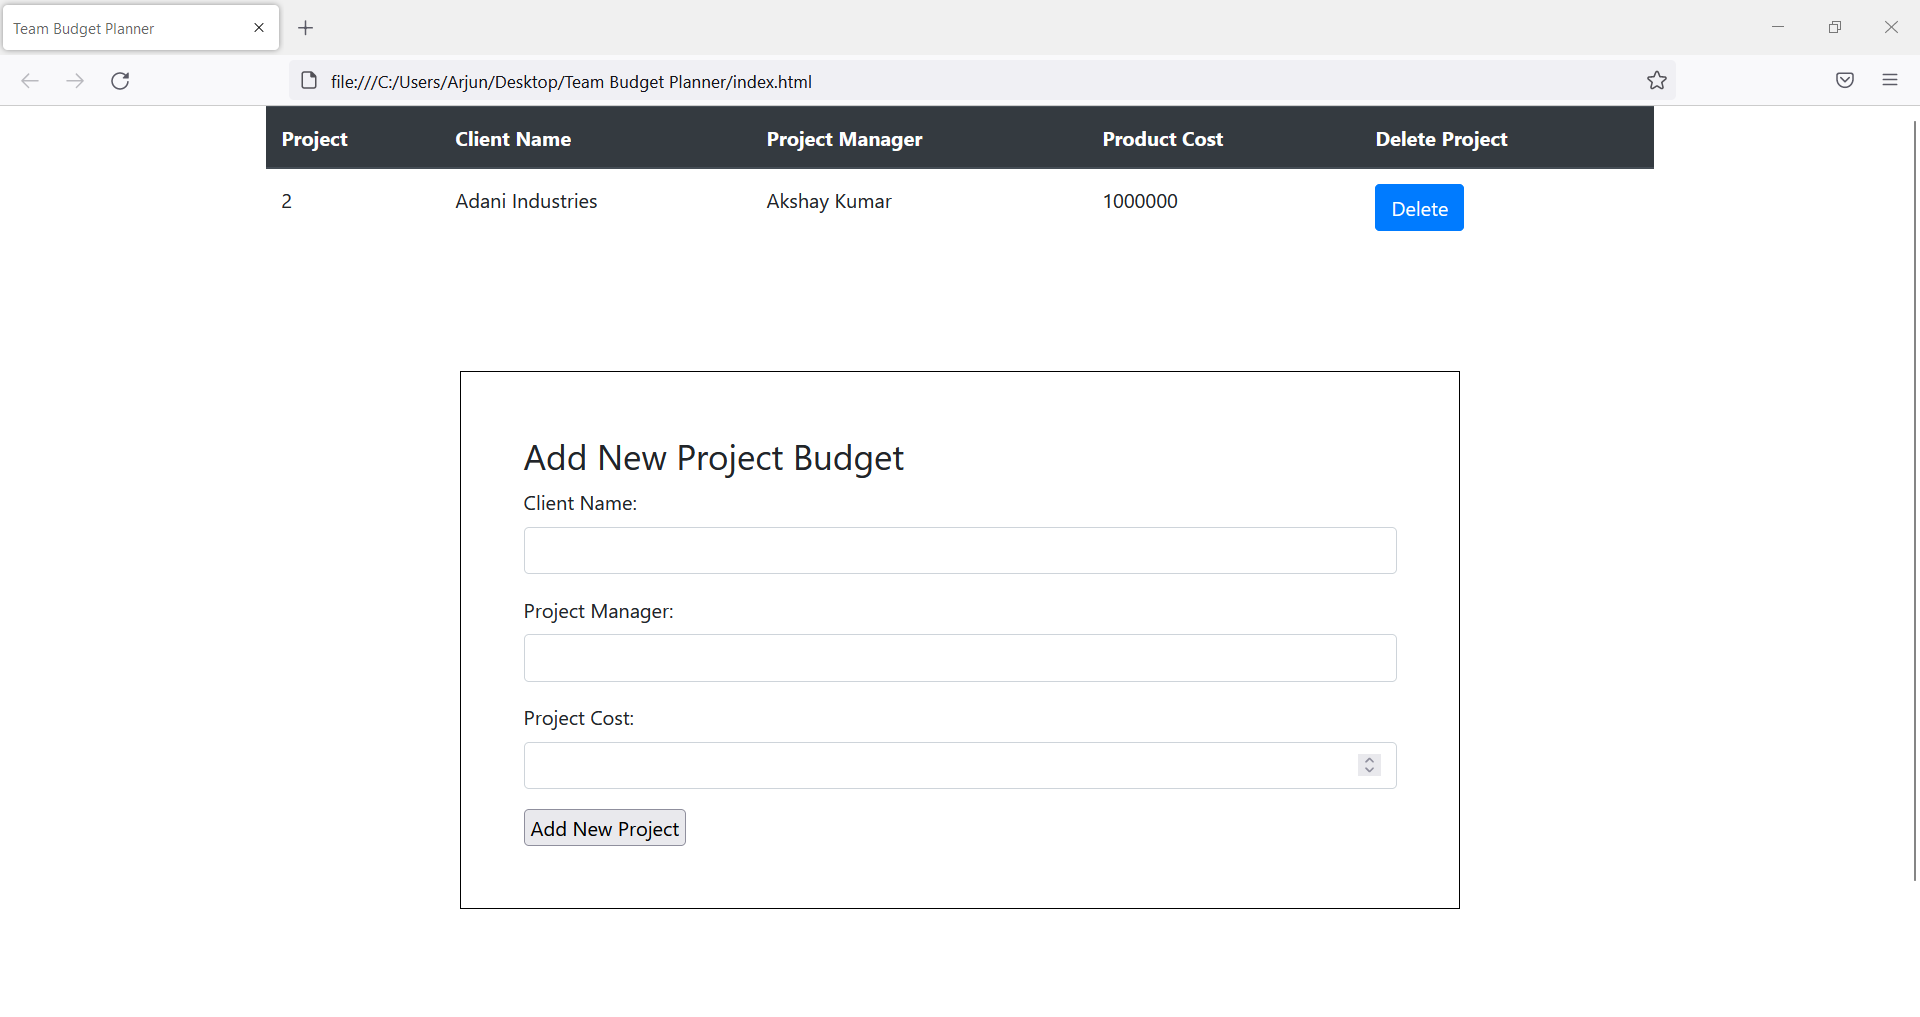 Team Budget Planner
file:///C:/Users/Arjun/Desktop/Team Budget Planner/index.html
Project Client Name Project Manager Product Cost Delete Project
2 Adani Industries Akshay Kumar 1000000 Delete
Add New Project Budget
Client Name:
Project Manager:
Project Cost:
Add New Project